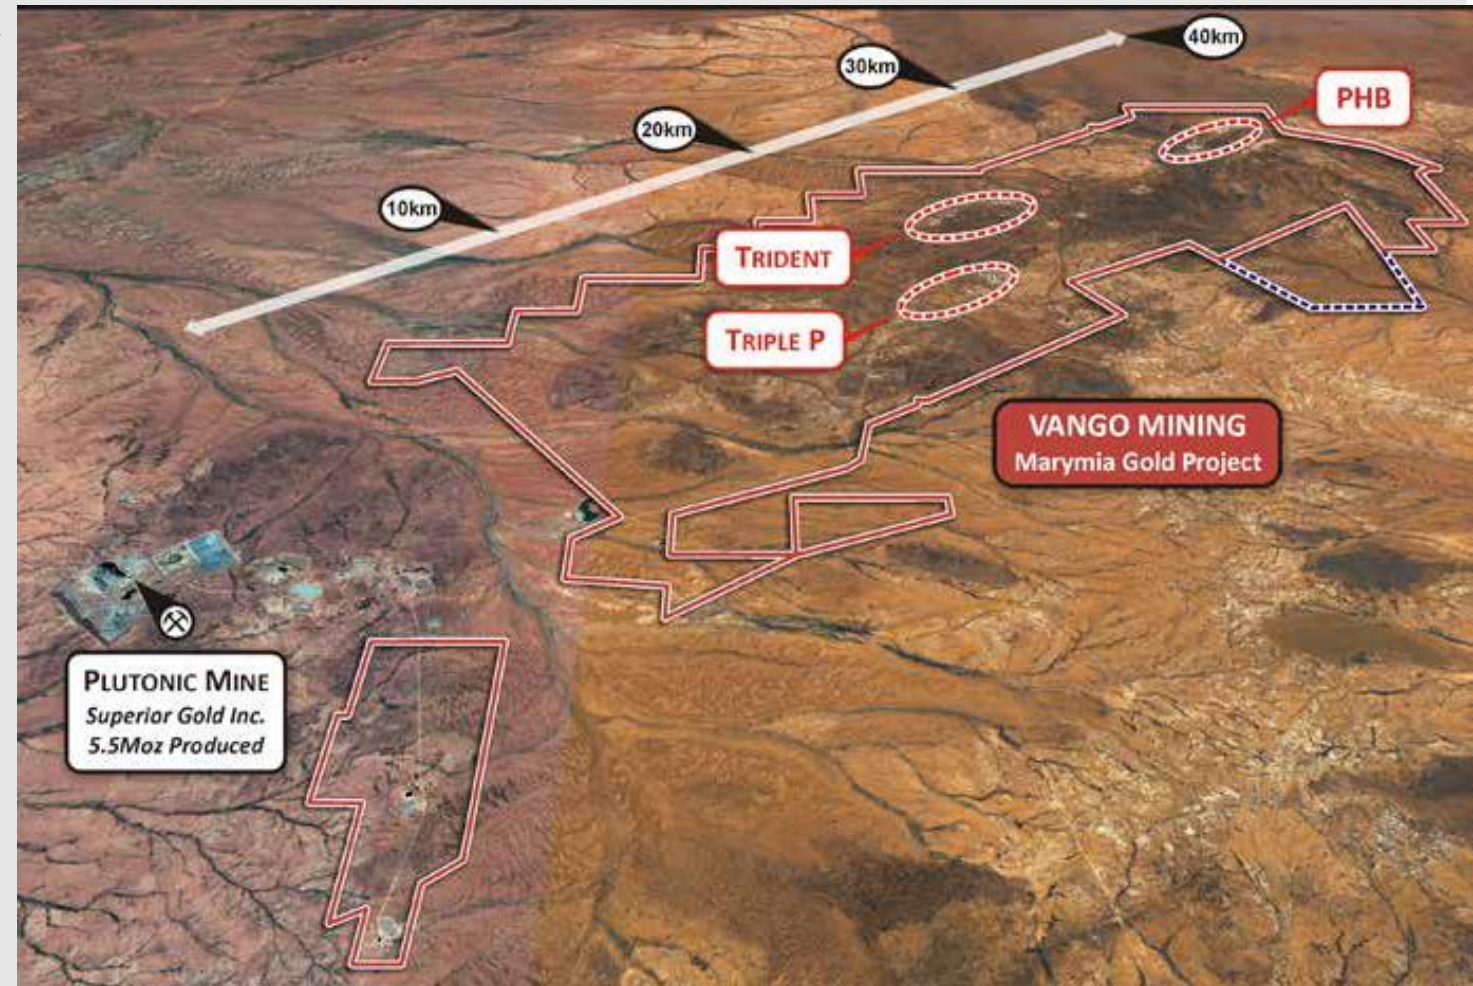 40km
30km
PHB
20km
10km
TRIDENT
TRIPLE P
VANGO MINING
Marymia Gold Project
PLUTONIC MINE
Superior Gold Inc.
5.5Moz Produced